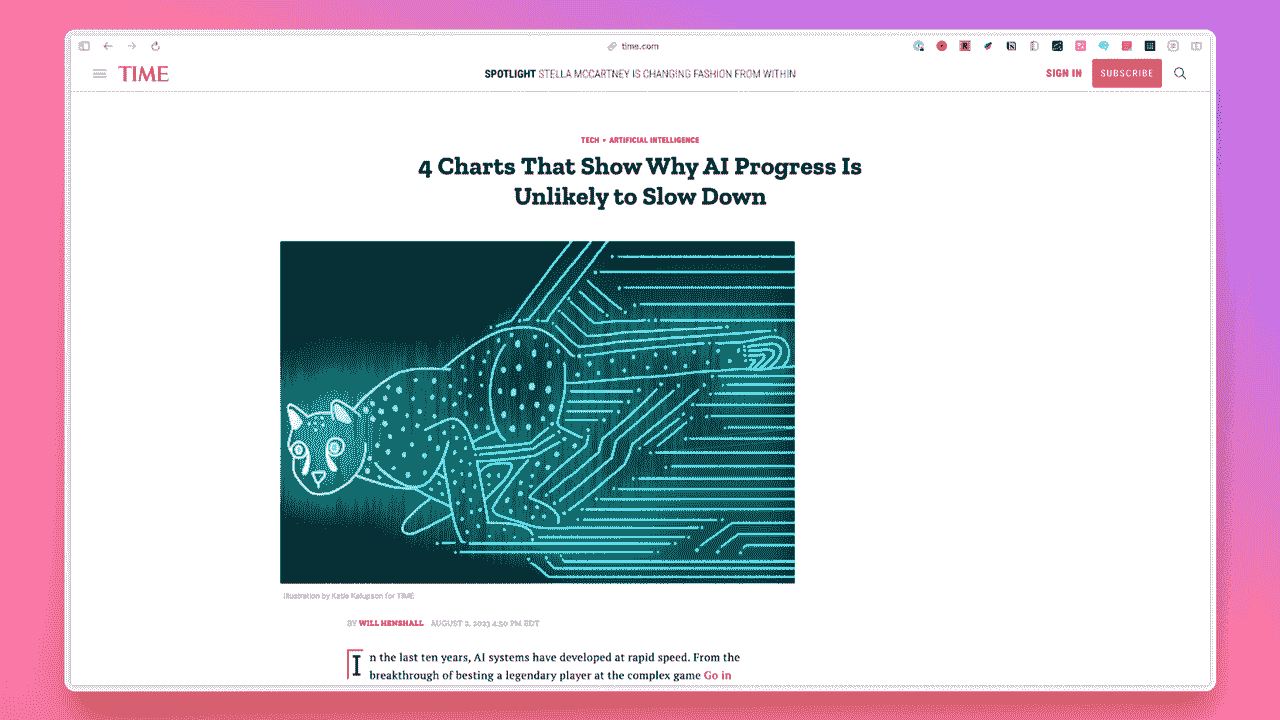 time.com
TIME
SPOTLIGHT STELLA MCCARTNEY IS CHANGING FASHION FROM WITHIN
SIGN IN
SUBSCRIBE
TECH • ARTIFICIAL INTELLIGENCE
4 Charts That Show Why AI Progress Is
Unlikely to Slow Down
Illustration by Katie Kalupson for TIME
BY WILL HENSHALL AUGUST 2, 2023 4:50 PM EDT
In the last ten years, AI systems have developed at rapid speed. From the
breakthrough of besting a legendary player at the complex game Go in